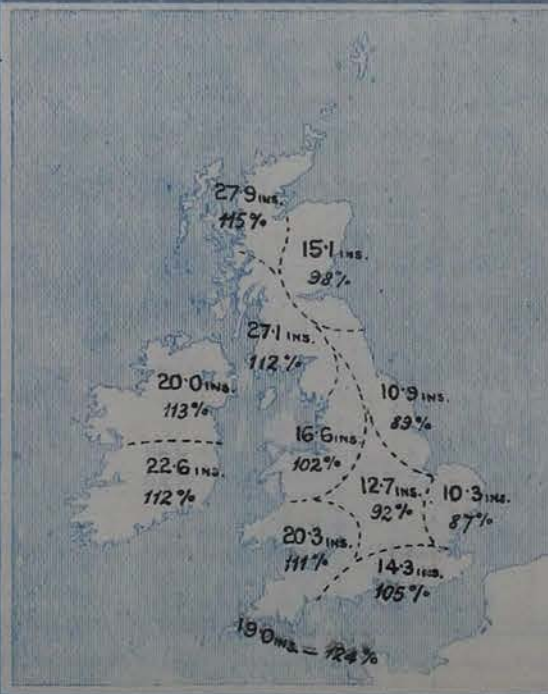 27·9 INS.
115%
15·1 INS.
98%
27·1 INS.
112%
20·0 INS.
113%
10·9 INS.
89%
16·6 INS.
102%
22·6 INS.
112%
12·7 INS.
92%
10·3 INS.
87%
20·3 INS.
111%
14·3 INS.
105%
19·0 INS. = 124%